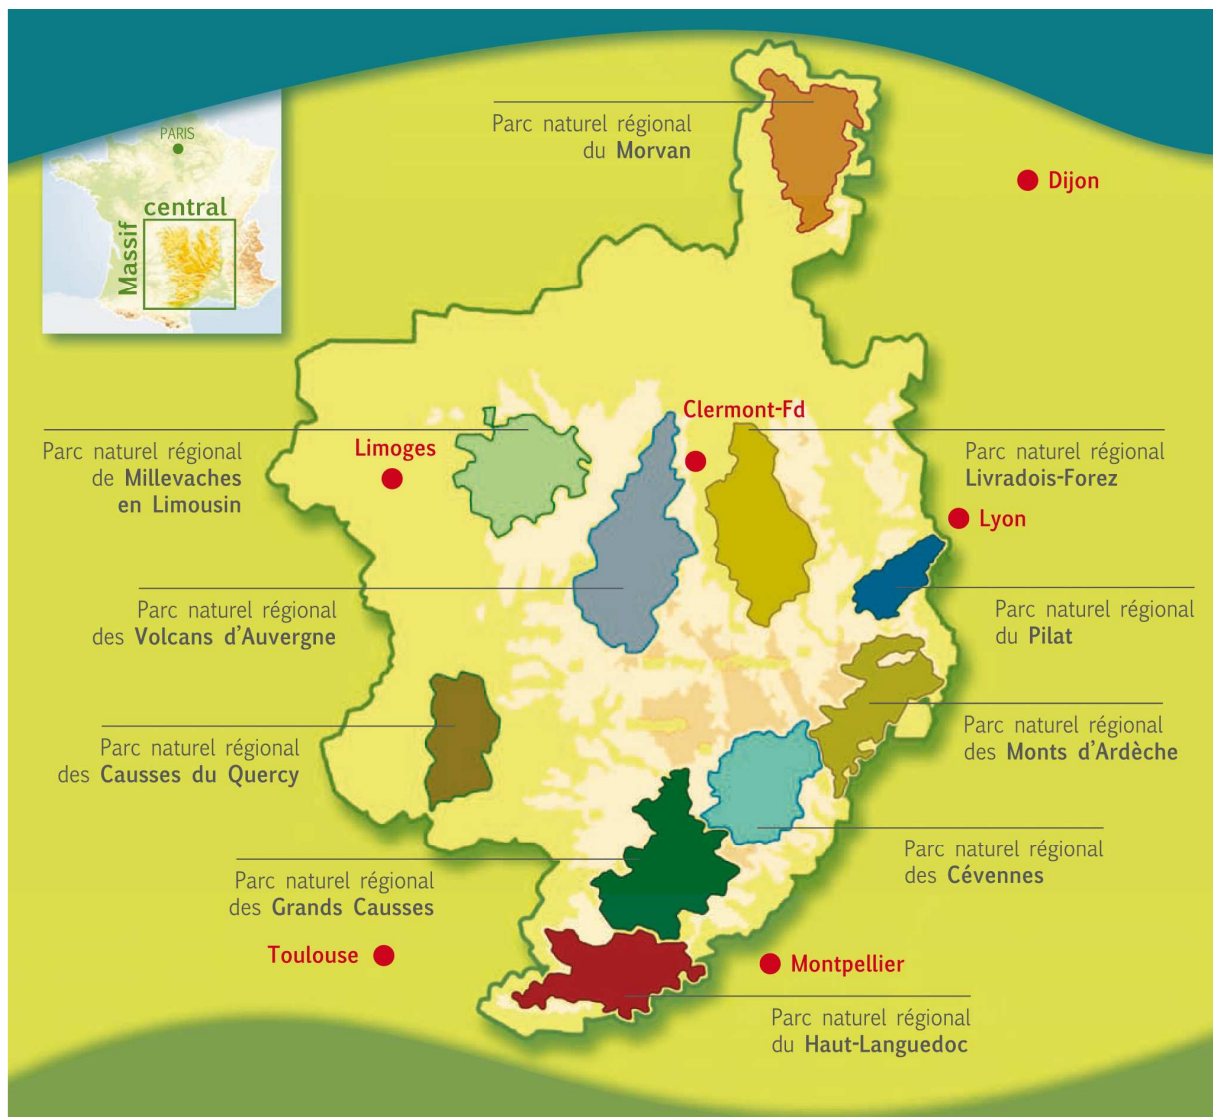 Parc naturel régional
du Morvan
PARIS
Dijon
central
Massif
Clermont-Fd
Parc naturel régional
de Millevaches
en Limousin
Limoges
Parc naturel régional
Livradois-Forez
Lyon
Parc naturel régional
des Volcans d'Auvergne
Parc naturel régional
du Pilat
Parc naturel régional
des Causses du Quercy
Parc naturel régional
des Monts d'Ardèche
Parc naturel régional
des Cévennes
Parc naturel régional
des Grands Causses
Toulouse
Montpellier
Parc naturel régional
du Haut-Languedoc